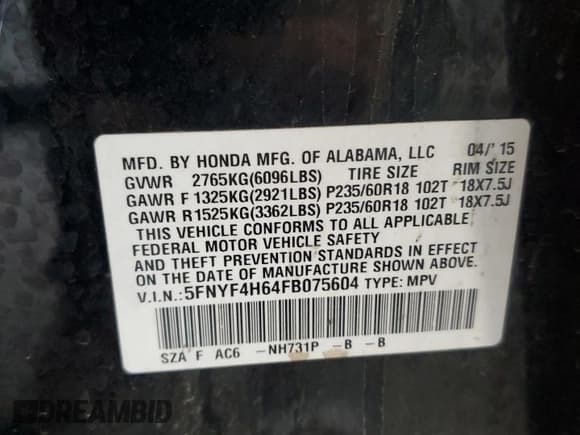 MFD. BY HONDA MFG. OF ALABAMA, LLC 04/'15
GVWR 2765KG(6096LBS) TIRE SIZE RIM SIZE
GAWR F 1325KG(2921LBS) P235/60R18 102T 18X7.5J
GAWR R1525KG(3362LBS) P235/60R18 102T 18X7.5J
THIS VEHICLE CONFORMS TO ALL APPLICABLE
FEDERAL MOTOR VEHICLE SAFETY
AND THEFT PREVENTION STANDARDS IN EFFECT
ON THE DATE OF MANUFACTURE SHOWN ABOVE.
V.I.N.:5FNYF4H64FB075604 TYPE: MPV
SZA F AC6 -NH731P -B -B
DREAMBID